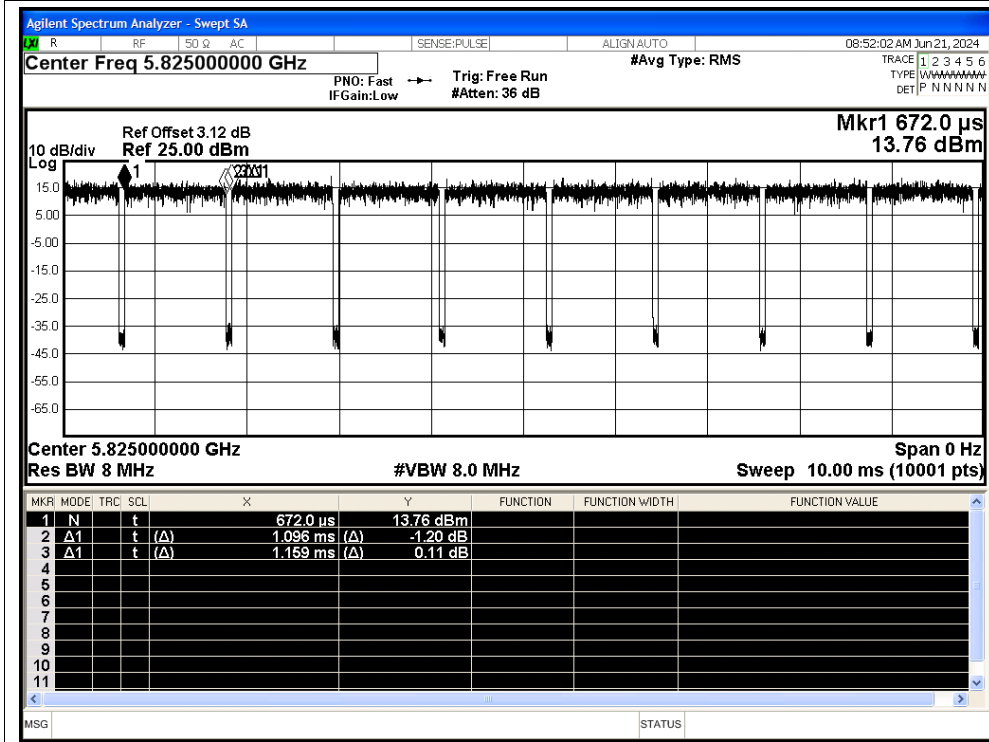 Agilent Spectrum Analyzer - Swept SA
LXI R RF 50 Ω AC SENSE:PULSE ALIGN AUTO 08:52:02 AM Jun 21, 2024
Center Freq 5.825000000 GHz #Avg Type: RMS TRACE 1 2 3 4 5 6
PNO: Fast Trig: Free Run TYPE
IFGain:Low #Atten: 36 dB DET P N N N N N
Mkr1 672.0 µs
Ref Offset 3.12 dB
10 dB/div Ref 25.00 dBm 13.76 dBm
Log
1
15.0
5.00
-5.00
-15.0
-25.0
-35.0
-45.0
-55.0
-65.0
Center 5.825000000 GHz Span 0 Hz
Res BW 8 MHz #VBW 8.0 MHz Sweep 10.00 ms (10001 pts)
MKR MODE TRC SCL X Y FUNCTION FUNCTION WIDTH FUNCTION VALUE
1 N t 672.0 µs 13.76 dBm
2 Δ1 t (Δ) 1.096 ms (Δ) -1.20 dB
3 Δ1 t (Δ) 1.159 ms (Δ) 0.11 dB
4
5
6
7
8
9
10
11
MSG STATUS